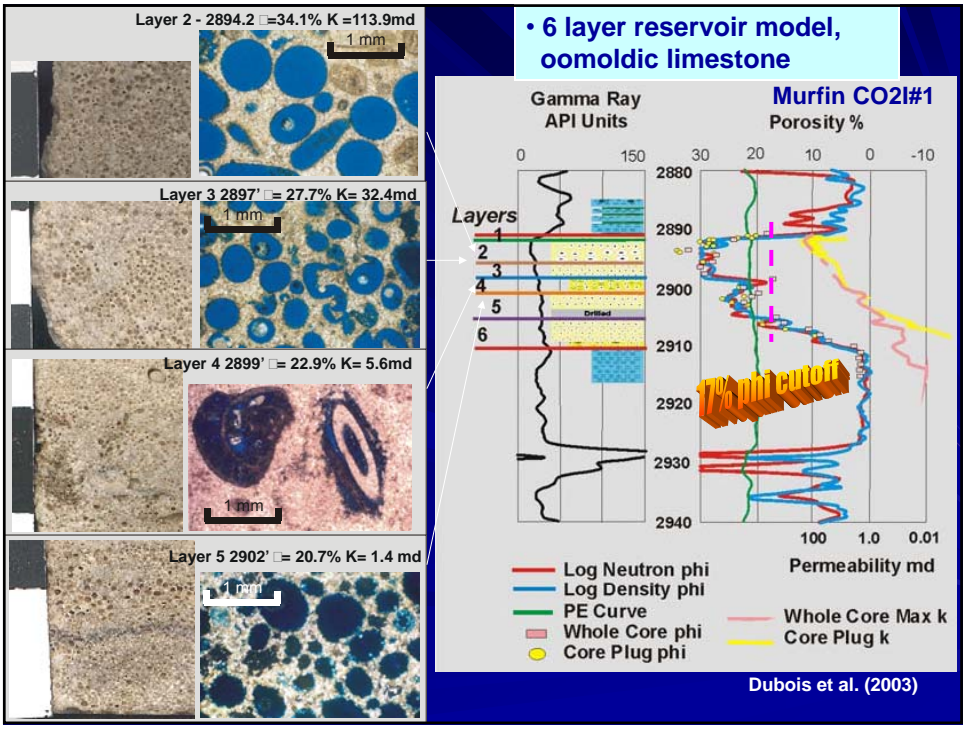 Layer 2 - 2894.2 □=34.1% K =113.9md
1 mm
Layer 3 2897' □= 27.7% K= 32.4md
1 mm
Layer 4 2899' □= 22.9% K= 5.6md
1 mm
Layer 5 2902' □= 20.7% K= 1.4 md
1 mm
• 6 layer reservoir model,
oomoldic limestone
Murfin CO2I#1
Gamma Ray
API Units
Porosity %
0 150 30 20 10 0 -10
2880
2890
2900
2910
2920
2930
2940
Layers
1
2
3
4
5
6
Drilled
17% phi cutoff
100 1.0 0.01
Permeability md
Log Neutron phi
Log Density phi
PE Curve
Whole Core phi
Core Plug phi
Whole Core Max k
Core Plug k
Dubois et al. (2003)